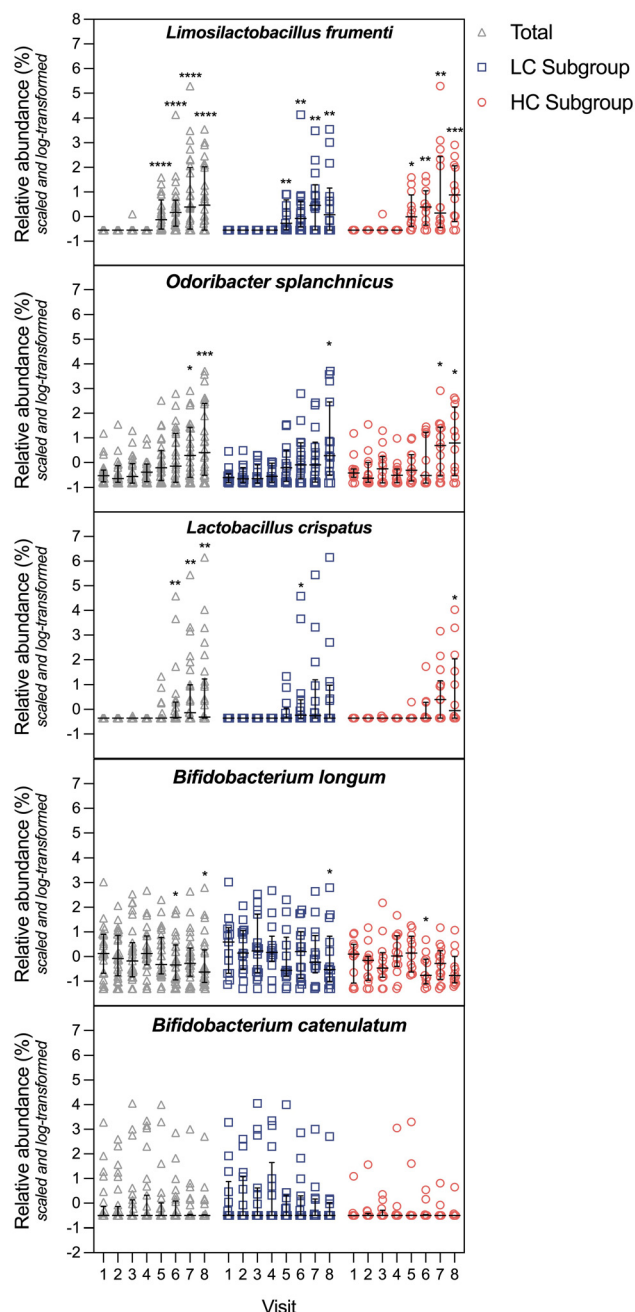 Limosilactobacillus frumenti
Relative abundance (%)
scaled and log-transformed
8
7
6
5
4
3
2
1
0
-1
**** **** **** ****
** ** ** **
* ** ** ***
Total
LC Subgroup
HC Subgroup
Odoribacter splanchnicus
Relative abundance (%)
scaled and log-transformed
7
6
5
4
3
2
1
0
-1
* ***
*
* *
Lactobacillus crispatus
Relative abundance (%)
scaled and log-transformed
7
6
5
4
3
2
1
0
-1
** ** **
*
*
Bifidobacterium longum
Relative abundance (%)
scaled and log-transformed
7
6
5
4
3
2
1
0
-1
* *
*
*
Bifidobacterium catenulatum
Relative abundance (%)
scaled and log-transformed
7
6
5
4
3
2
1
0
-1
-2
1 2 3 4 5 6 7 8 1 2 3 4 5 6 7 8 1 2 3 4 5 6 7 8
Visit